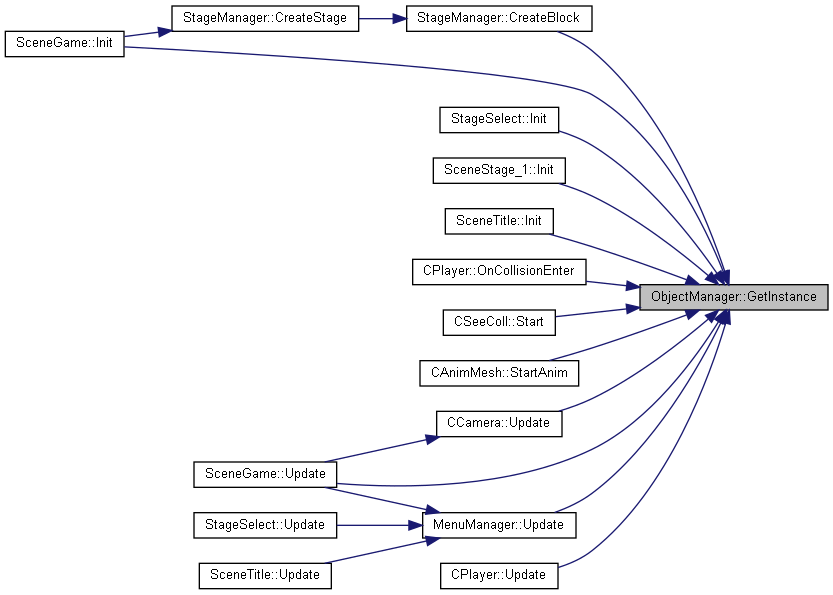 StageManager::CreateStage
StageManager::CreateBlock
SceneGame::Init
StageSelect::Init
SceneStage_1::Init
SceneTitle::Init
CPlayer::OnCollisionEnter
ObjectManager::GetInstance
CSeeColl::Start
CAnimMesh::StartAnim
CCamera::Update
SceneGame::Update
StageSelect::Update
MenuManager::Update
SceneTitle::Update
CPlayer::Update